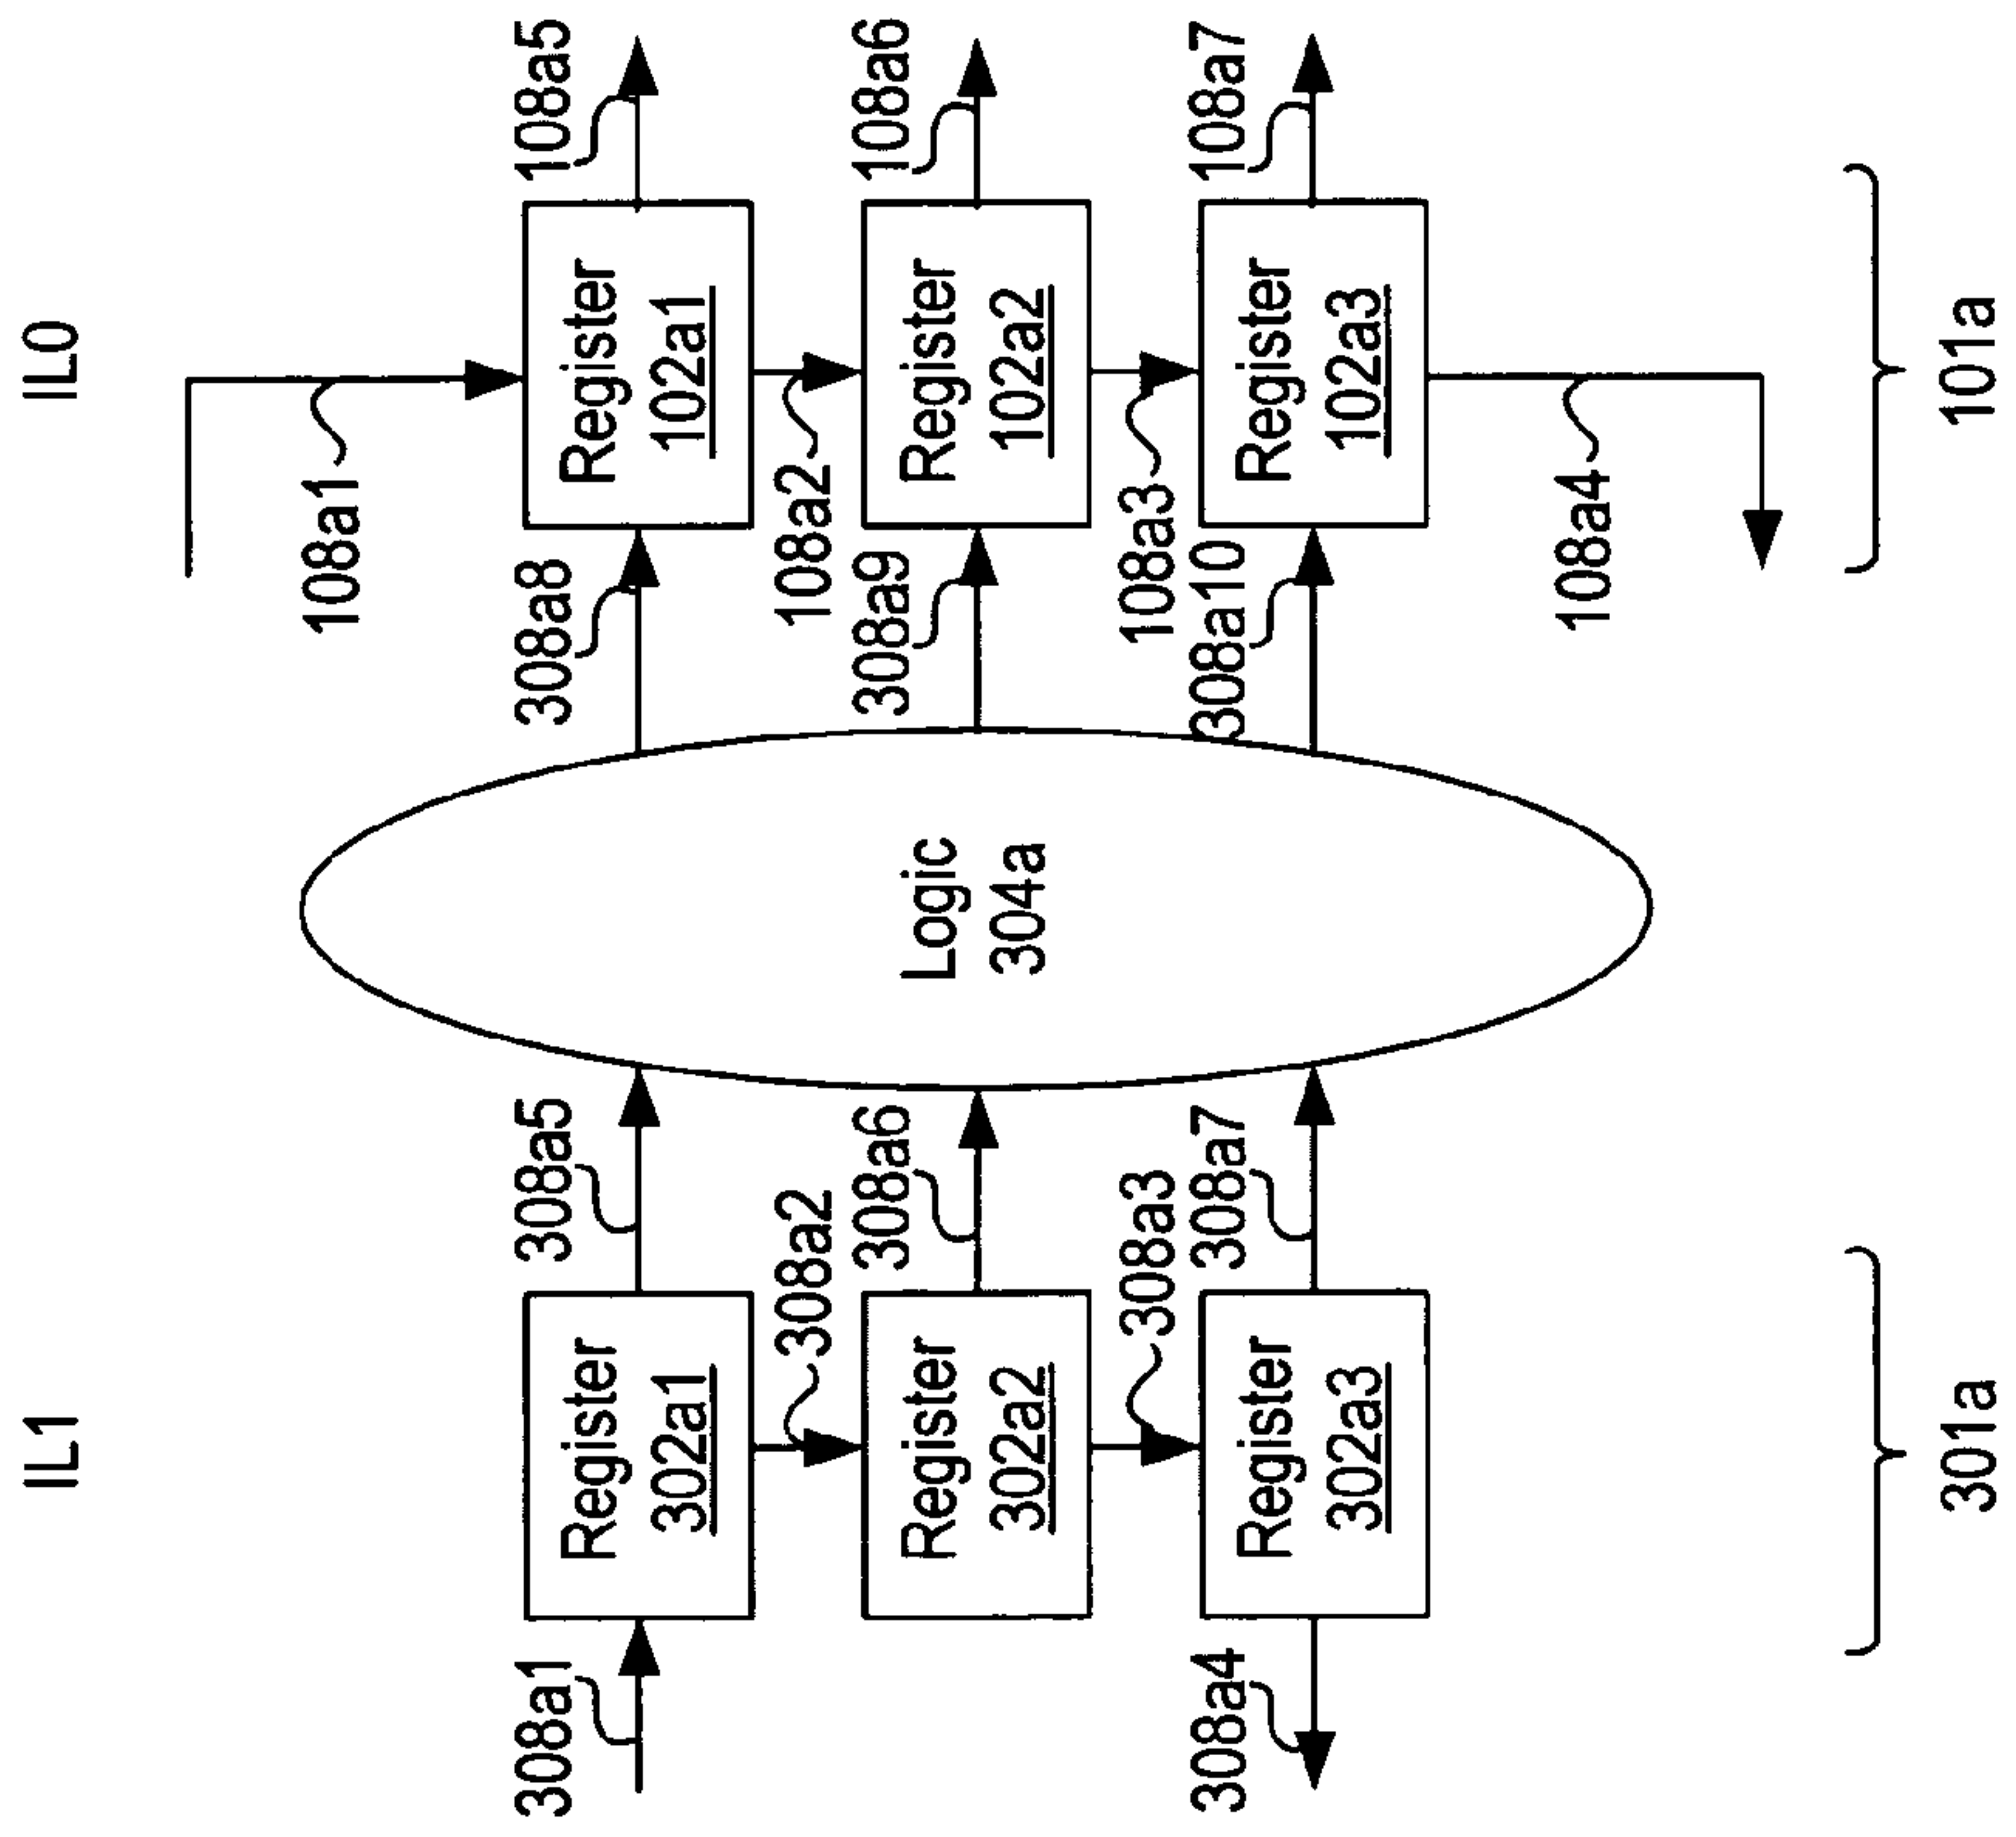 IL1
IL0
308a1
Register
302a1
308a5
308a2
Register
302a2
308a6
308a3
Register
302a3
308a7
308a4
Logic
304a
108a1
308a8
Register
102a1
108a5
108a2
308a9
Register
102a2
108a6
108a3
308a10
Register
102a3
108a7
108a4
301a
101a